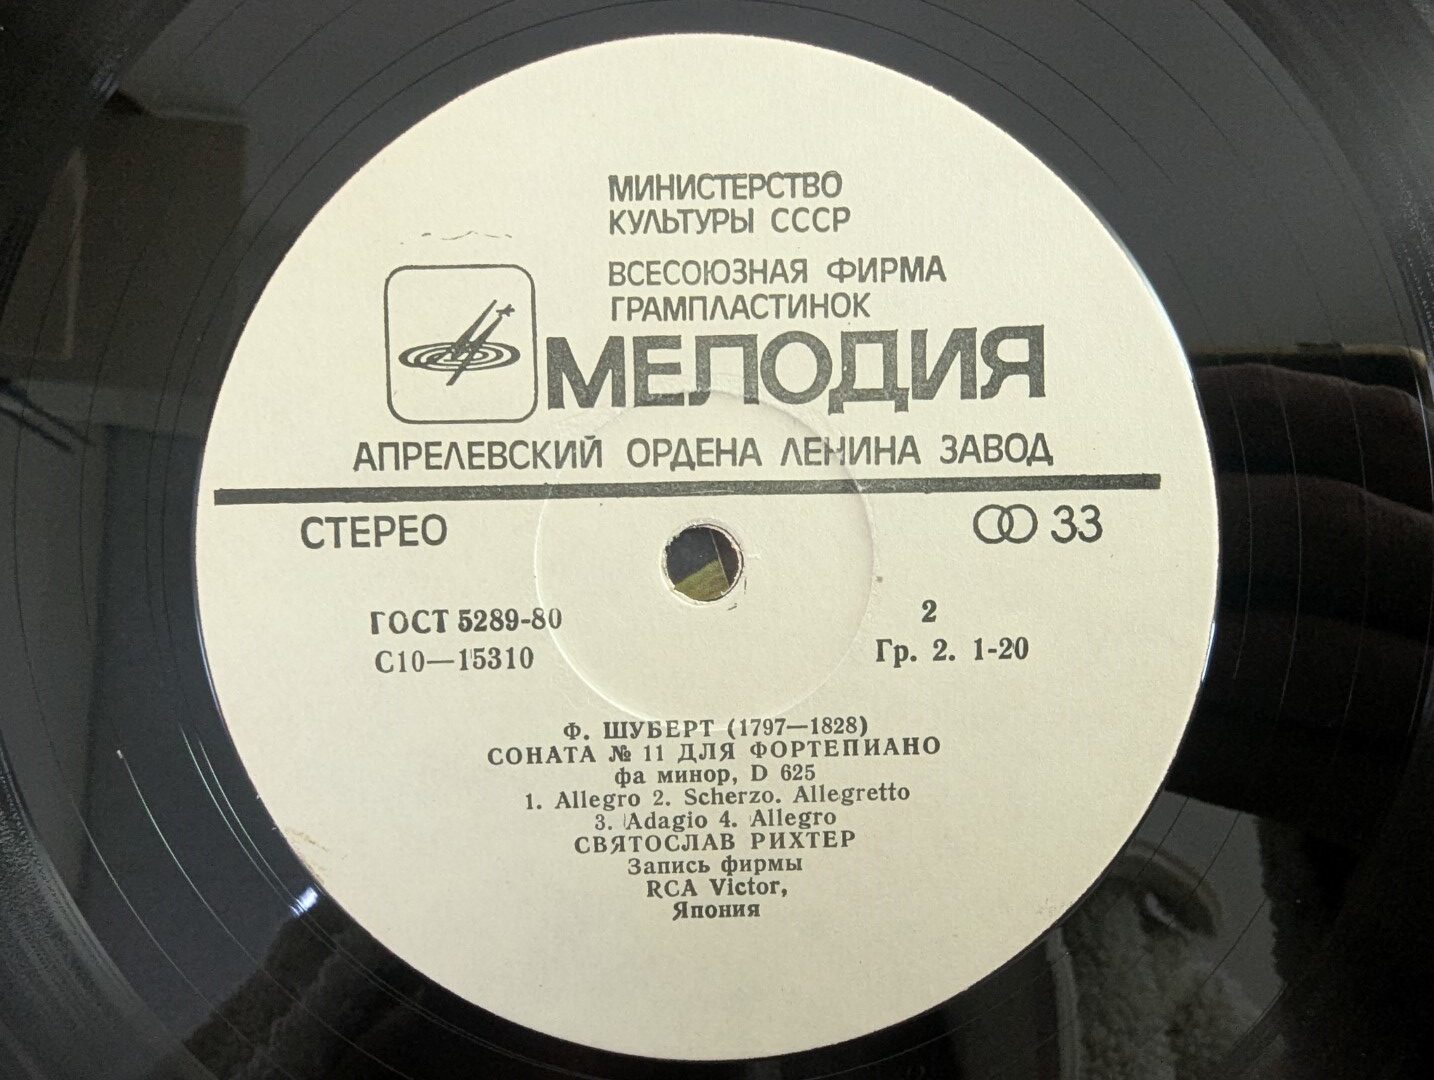 МИНИСТЕРСТВО
КУЛЬТУРЫ СССР
ВСЕСОЮЗНАЯ ФИРМА
ГРАМПЛАСТИНОК
МЕЛОДИЯ
АПРЕЛЕВСКИЙ ОРДЕНА ЛЕНИНА ЗАВОД
СТЕРЕО
33
ГОСТ 5289-80
2
С10—15310
Гр. 2. 1-20
Ф. ШУБЕРТ (1797—1828)
СОНАТА № 11 ДЛЯ ФОРТЕПИАНО
фа минор, D 625
1. Allegro 2. Scherzo. Allegretto
3. Adagio 4. Allegro
СВЯТОСЛАВ РИХТЕР
Запись фирмы
RCA Victor,
Япония